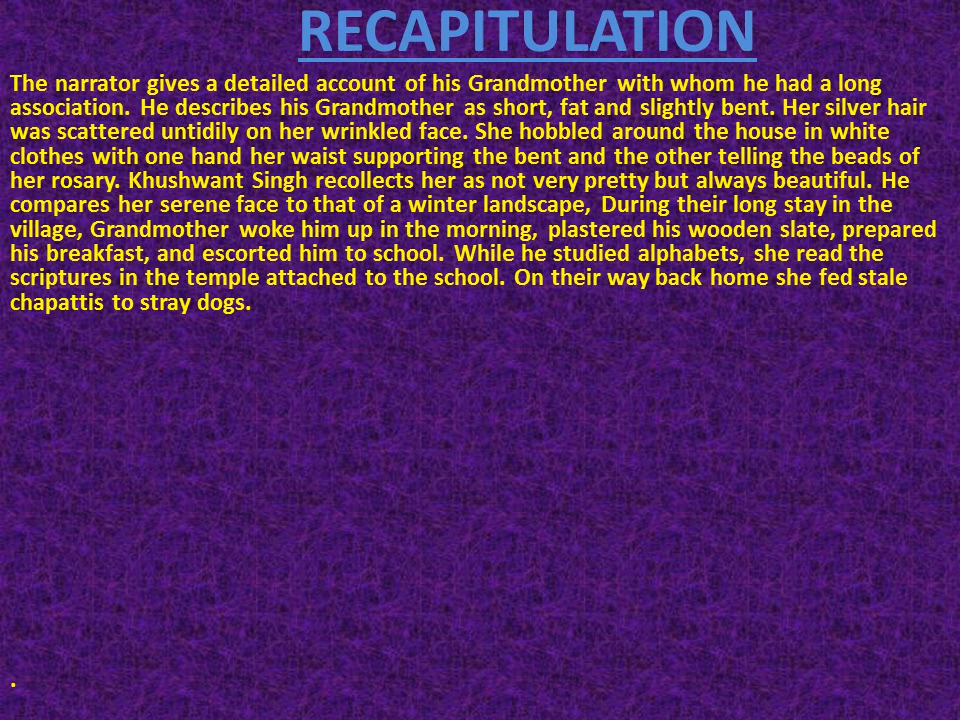 RECAPITULATION
The narrator gives a detailed account of his Grandmother with whom he had a long
association. He describes his Grandmother as short, fat and slightly bent. Her silver hair
was scattered untidily on her wrinkled face. She hobbled around the house in white
clothes with one hand her waist supporting the bent and the other telling the beads of
her rosary. Khushwant Singh recollects her as not very pretty but always beautiful. He
compares her serene face to that of a winter landscape, During their long stay in the
village, Grandmother woke him up in the morning, plastered his wooden slate, prepared
his breakfast, and escorted him to school. While he studied alphabets, she read the
scriptures in the temple attached to the school. On their way back home she fed stale
chapattis to stray dogs.
.